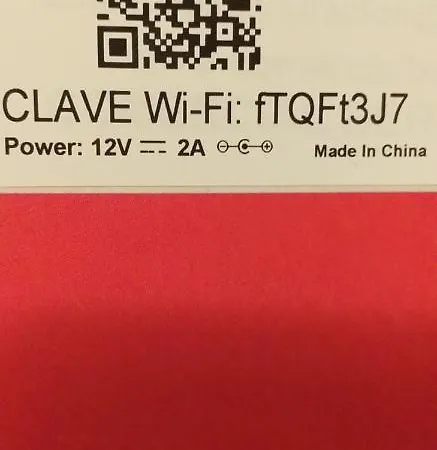 CLAVE Wi-Fi: fTQFt3J7
Power: 12V ⎓ 2A Made In China